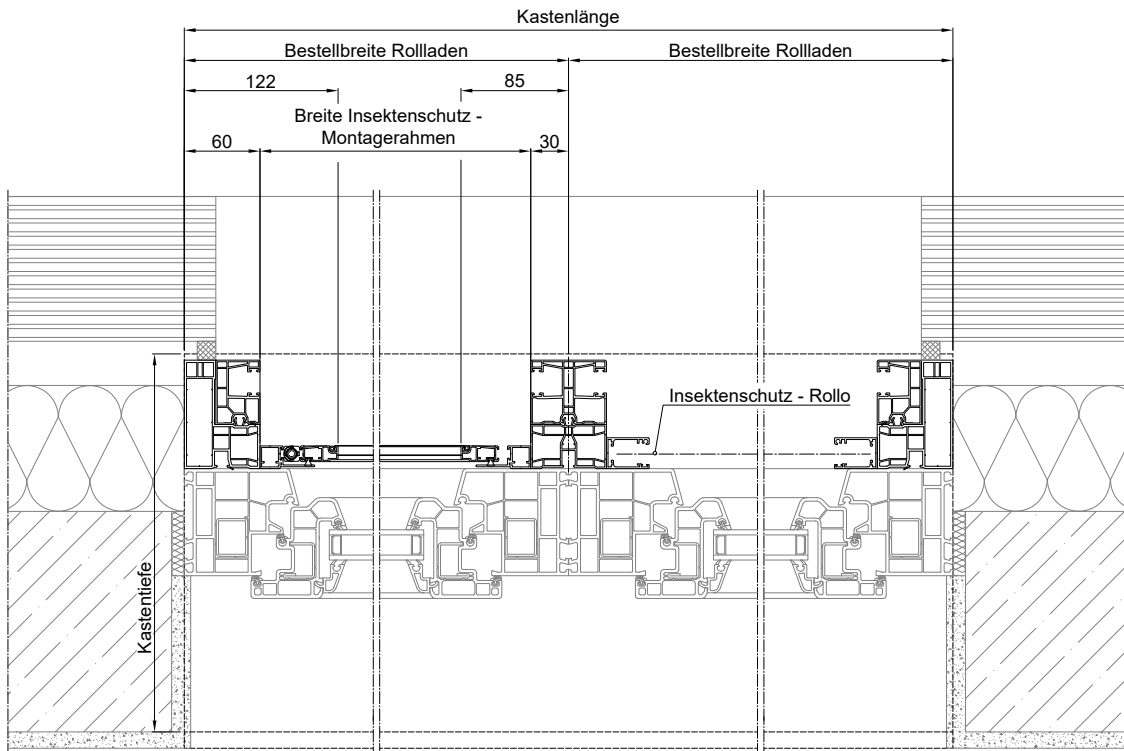 Kastenlänge
Bestellbreite Rollladen
Bestellbreite Rollladen
122
85
Breite Insektenschutz -
Montagerahmen
60
30
Insektenschutz - Rollo
Kastentiefe